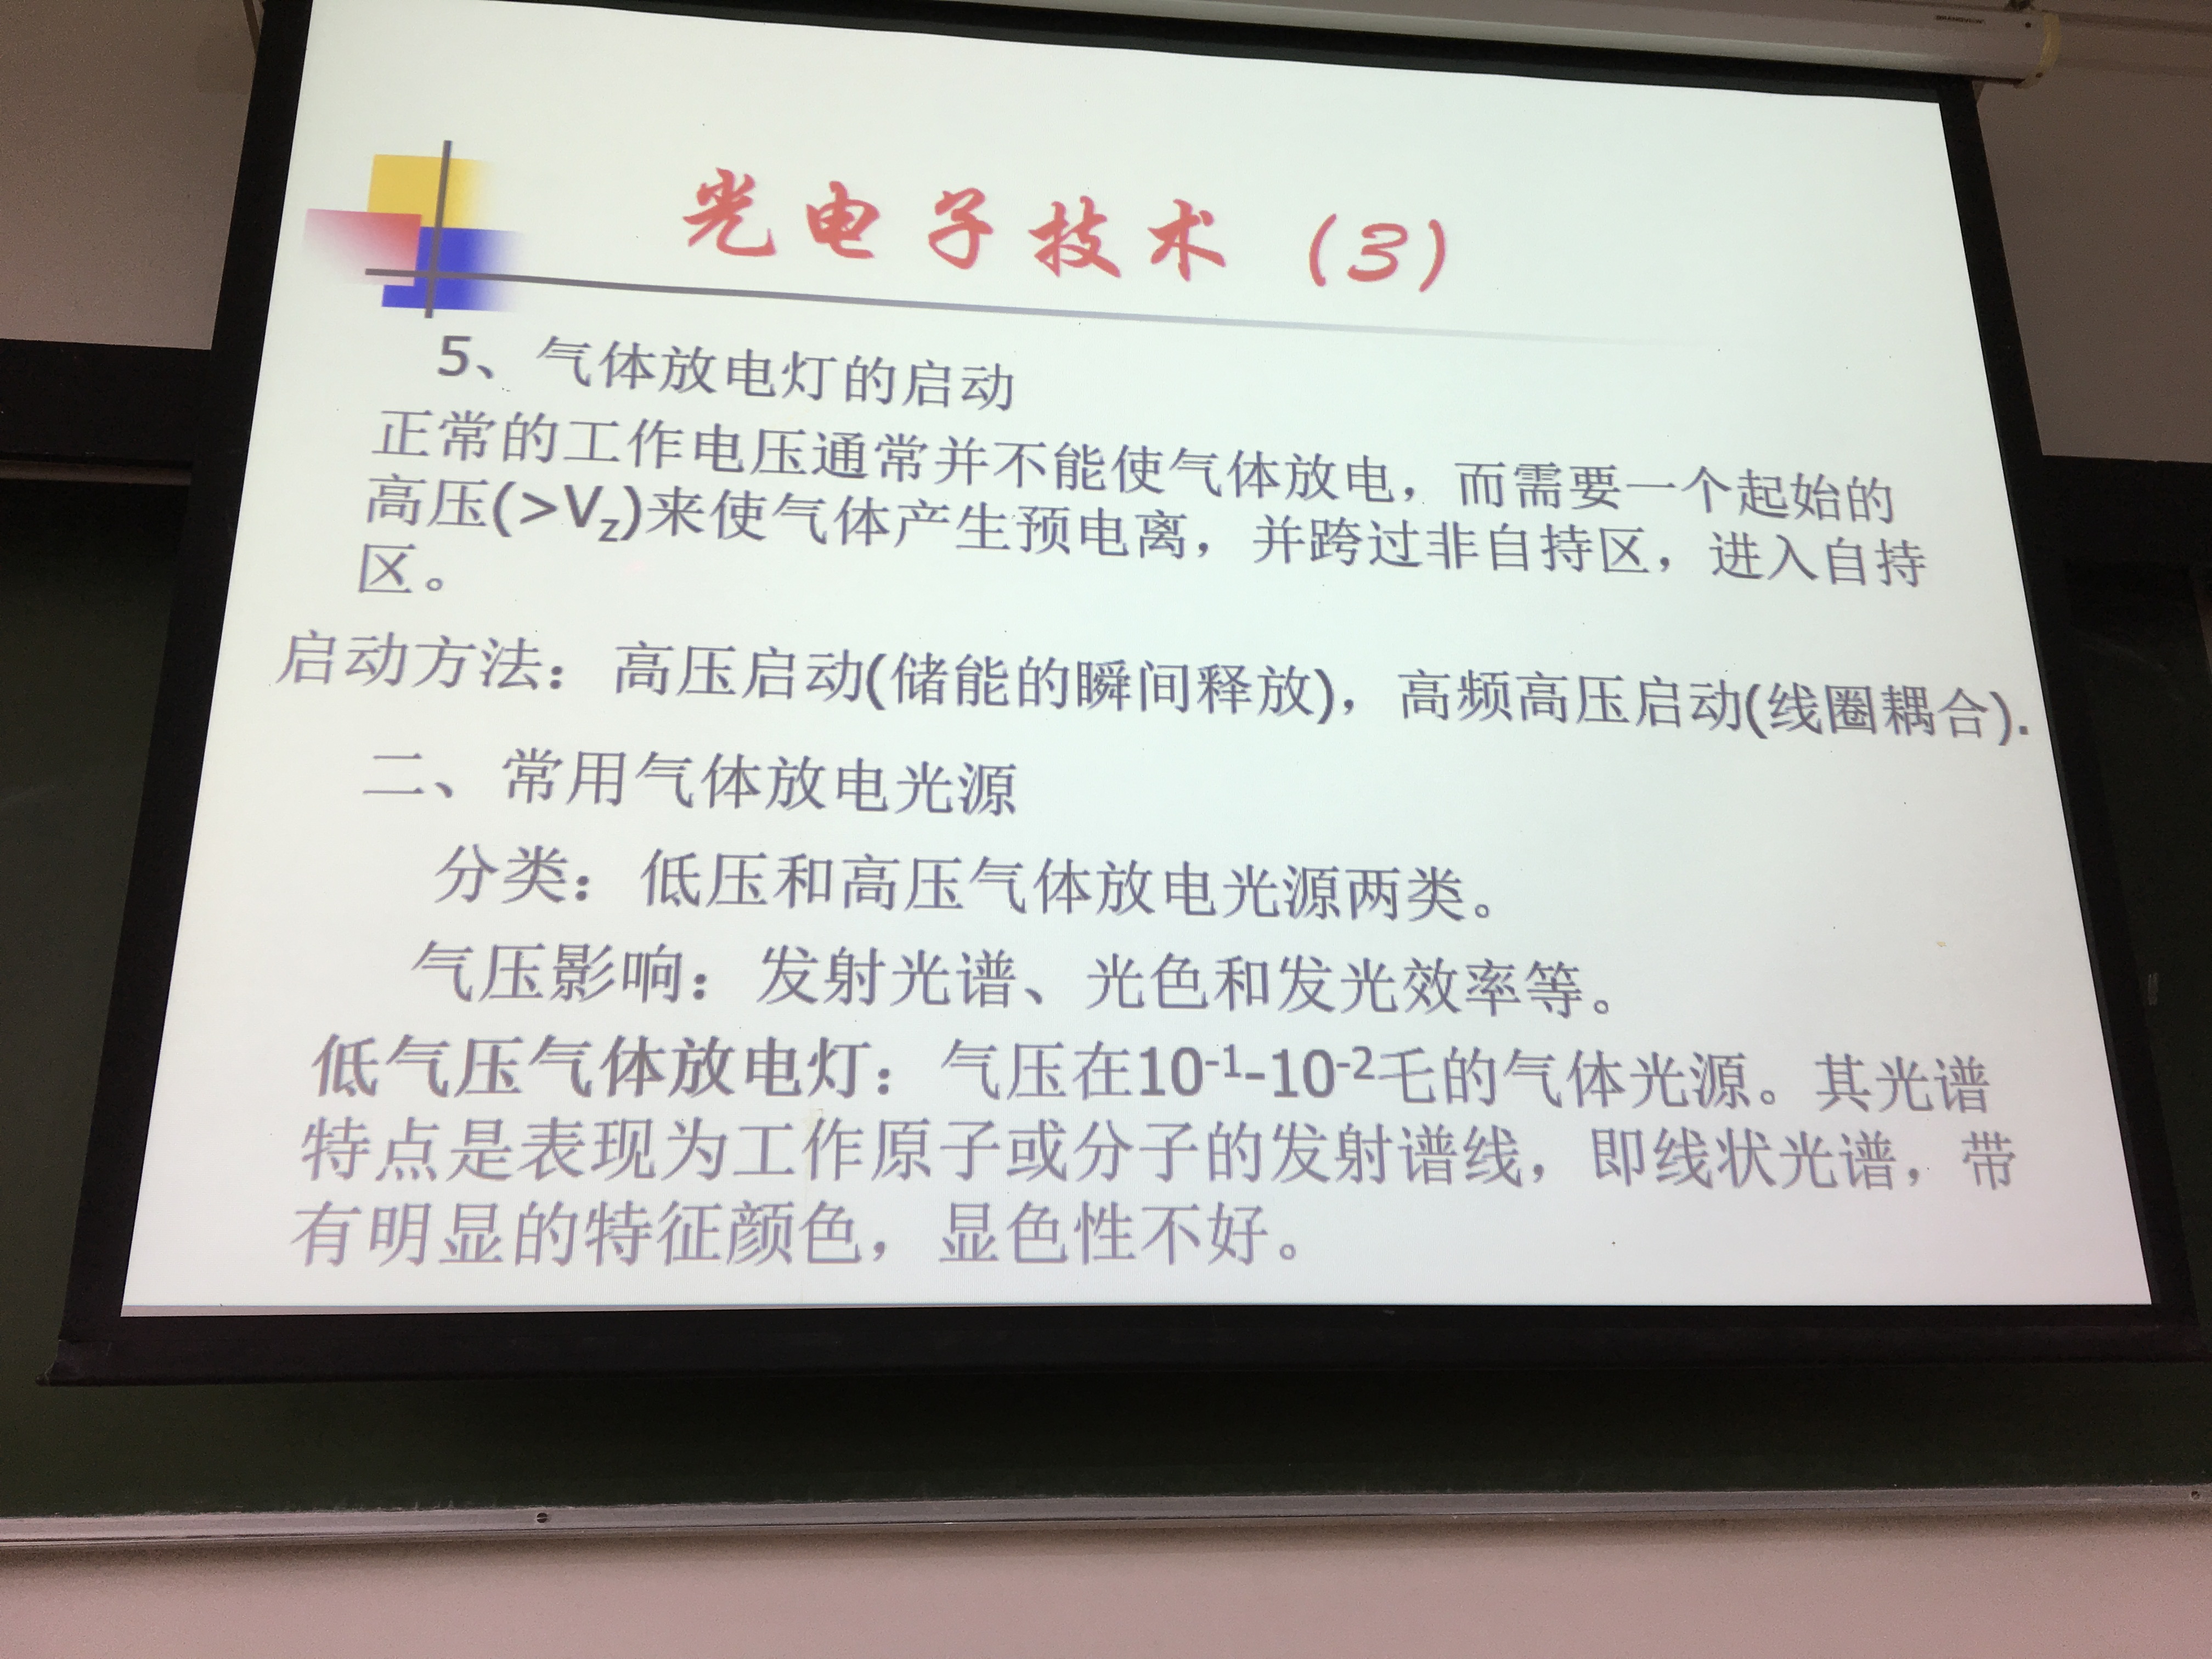 光电子技术（3）
5、气体放电灯的启动
正常的工作电压通常并不能使气体放电，而需要一个起始的
高压(>Vz)来使气体产生预电离，并跨过非自持区，进入自持
区。
启动方法：高压启动(储能的瞬间释放)，高频高压启动(线圈耦合).
二、常用气体放电光源
分类：低压和高压气体放电光源两类。
气压影响：发射光谱、光色和发光效率等。
低气压气体放电灯：气压在10-1-10-2乇的气体光源。其光谱
特点是表现为工作原子或分子的发射谱线，即线状光谱，带
有明显的特征颜色，显色性不好。